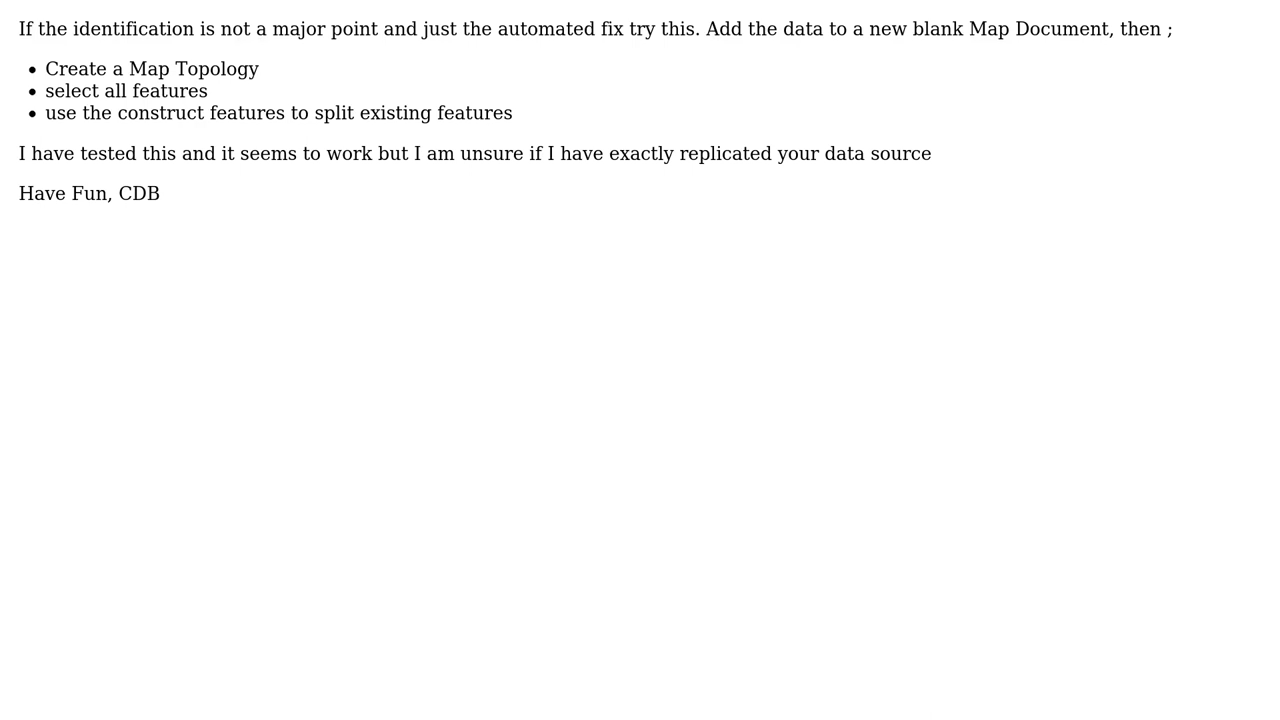 If the identification is not a major point and just the automated fix try this. Add the data to a new blank Map Document, then ;
• Create a Map Topology
• select all features
• use the construct features to split existing features
I have tested this and it seems to work but I am unsure if I have exactly replicated your data source
Have Fun, CDB